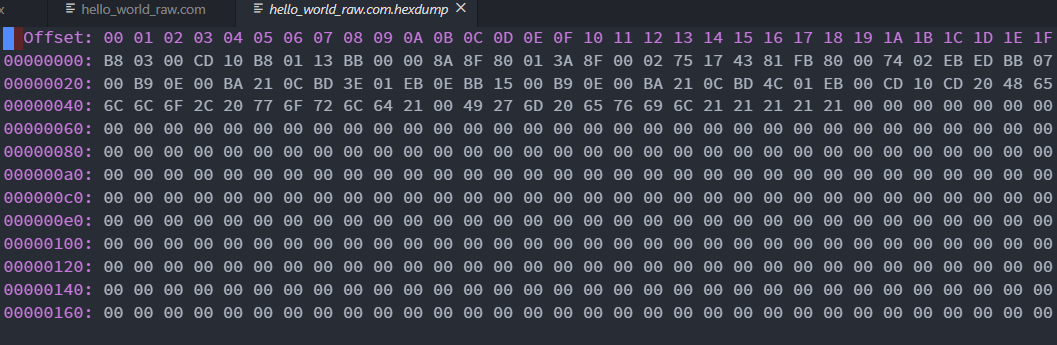 x hello_world_raw.com hello_world_raw.com.hexdump ×
Offset: 00 01 02 03 04 05 06 07 08 09 0A 0B 0C 0D 0E 0F 10 11 12 13 14 15 16 17 18 19 1A 1B 1C 1D 1E 1F
00000000: B8 03 00 CD 10 B8 01 13 BB 00 00 8A 8F 80 01 3A 8F 00 02 75 17 43 81 FB 80 00 74 02 EB ED BB 07
00000020: 00 B9 0E 00 BA 21 0C BD 3E 01 EB 0E BB 15 00 B9 0E 00 BA 21 0C BD 4C 01 EB 00 CD 10 CD 20 48 65
00000040: 6C 6C 6F 2C 20 77 6F 72 6C 64 21 00 49 27 6D 20 65 76 69 6C 21 21 21 21 21 00 00 00 00 00 00 00
00000060: 00 00 00 00 00 00 00 00 00 00 00 00 00 00 00 00 00 00 00 00 00 00 00 00 00 00 00 00 00 00 00 00
00000080: 00 00 00 00 00 00 00 00 00 00 00 00 00 00 00 00 00 00 00 00 00 00 00 00 00 00 00 00 00 00 00 00
000000a0: 00 00 00 00 00 00 00 00 00 00 00 00 00 00 00 00 00 00 00 00 00 00 00 00 00 00 00 00 00 00 00 00
000000c0: 00 00 00 00 00 00 00 00 00 00 00 00 00 00 00 00 00 00 00 00 00 00 00 00 00 00 00 00 00 00 00 00
000000e0: 00 00 00 00 00 00 00 00 00 00 00 00 00 00 00 00 00 00 00 00 00 00 00 00 00 00 00 00 00 00 00 00
00000100: 00 00 00 00 00 00 00 00 00 00 00 00 00 00 00 00 00 00 00 00 00 00 00 00 00 00 00 00 00 00 00 00
00000120: 00 00 00 00 00 00 00 00 00 00 00 00 00 00 00 00 00 00 00 00 00 00 00 00 00 00 00 00 00 00 00 00
00000140: 00 00 00 00 00 00 00 00 00 00 00 00 00 00 00 00 00 00 00 00 00 00 00 00 00 00 00 00 00 00 00 00
00000160: 00 00 00 00 00 00 00 00 00 00 00 00 00 00 00 00 00 00 00 00 00 00 00 00 00 00 00 00 00 00 00 00